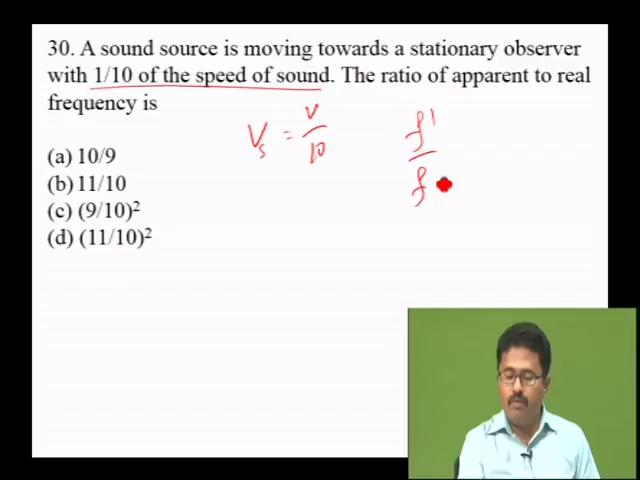 30. A sound source is moving towards a stationary observer
with 1/10 of the speed of sound. The ratio of apparent to real
frequency is
Vs = v/10
f'/f
(a) 10/9
(b) 11/10
(c) (9/10)²
(d) (11/10)²